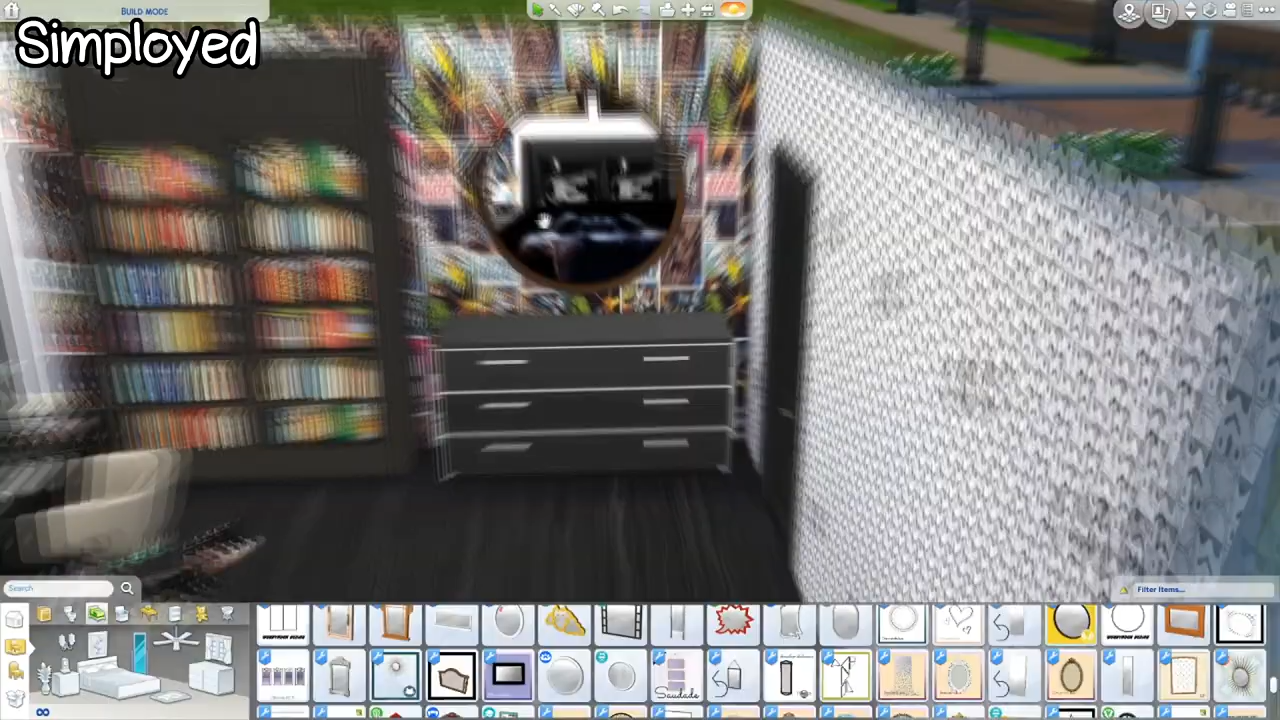 BUILD MODE
Simployed
Search
Filter Items...
Saudade